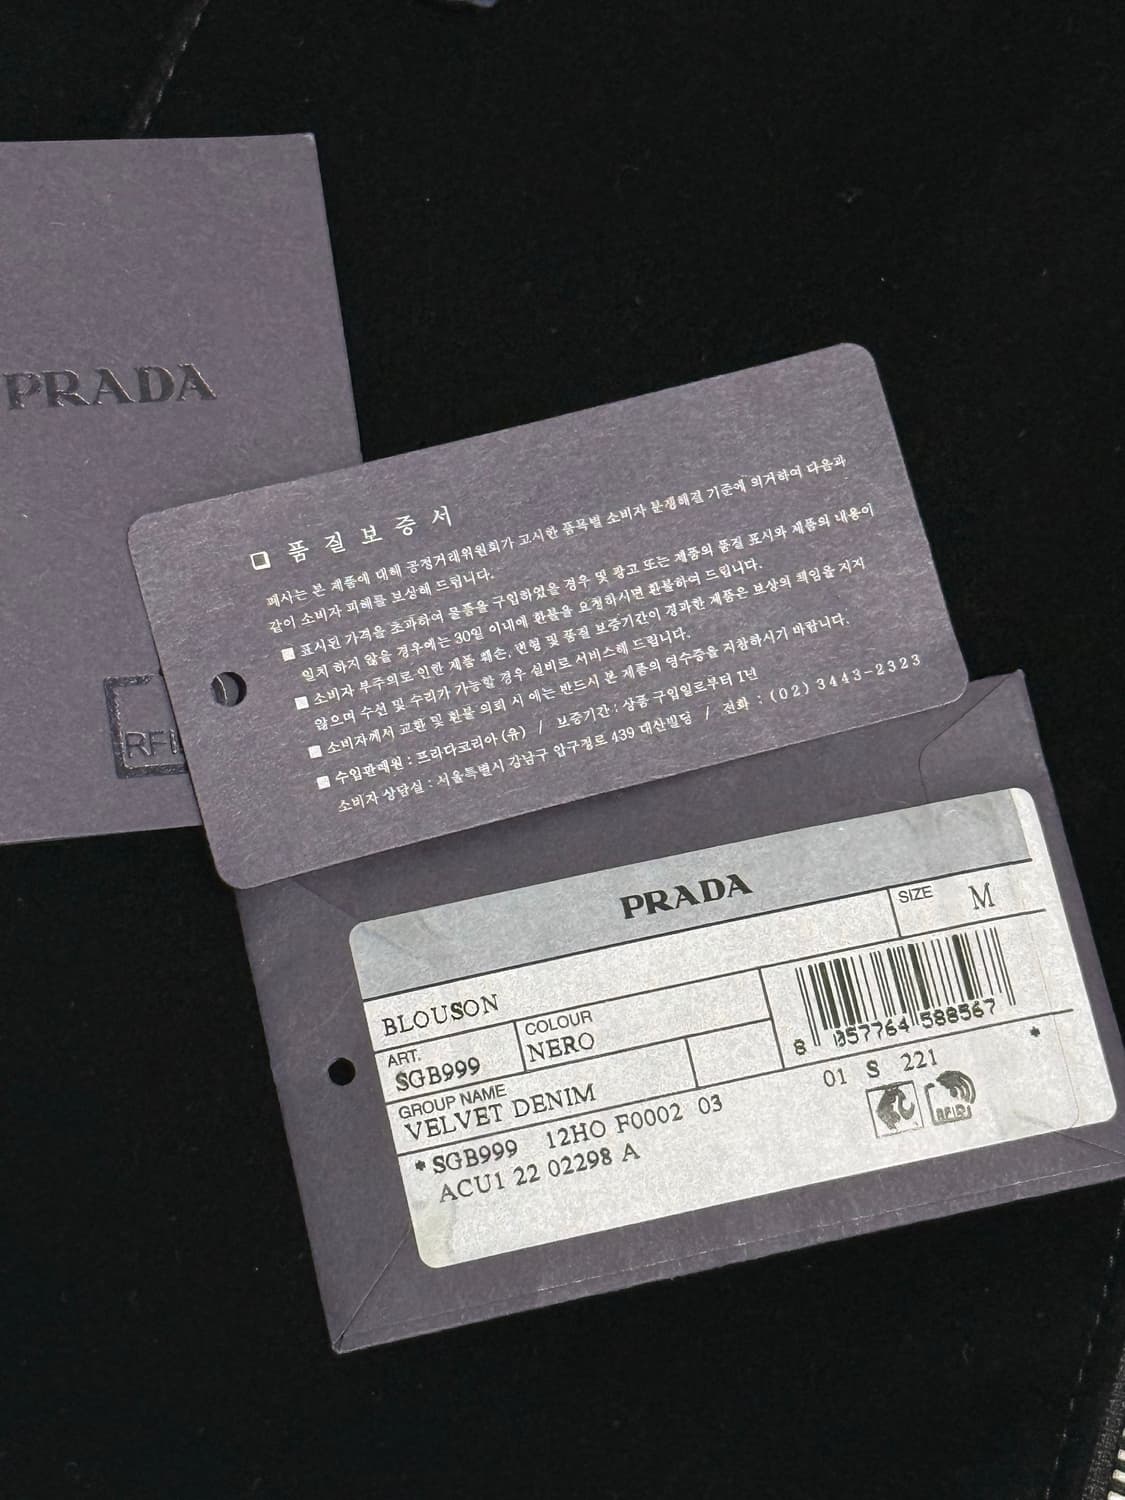 PRADA
RFI
품질보증서
폐사는 본 제품에 대해 공정거래위원회가 고시한 품목별 소비자 분쟁해결 기준에 의거하여 다음과
같이 소비자 피해를 보상해 드립니다.
■ 표시된 가격을 초과하여 물품을 구입하였을 경우 및 광고 또는 제품의 품질 표시와 제품의 내용이
일치 하지 않을 경우에는 30일 이내에 환불을 요청하시면 환불하여 드립니다.
■ 소비자 부주의로 인한 제품 훼손, 변형 및 품질 보증기간이 경과한 제품은 보상의 책임을 지지
않으며 수선 및 수리가 가능할 경우 실비로 서비스해 드립니다.
■ 소비자께서 교환 및 환불 의뢰 시 에는 반드시 본 제품의 영수증을 지참하시기 바랍니다.
■ 수입판매원 : 프라다코리아 (유) / 보증기간 : 상품 구입일로부터 1년
소비자 상담실 : 서울특별시 강남구 압구정로 439 대산빌딩 / 전화 : (02) 3443-2323
PRADA
SIZE M
BLOUSON
ART. SGB999
COLOUR NERO
8 057764 588567
GROUP NAME
VELVET DENIM
*
01 S 221
*SGB999 12HO F0002 03
ACU1 22 02298 A
RFID